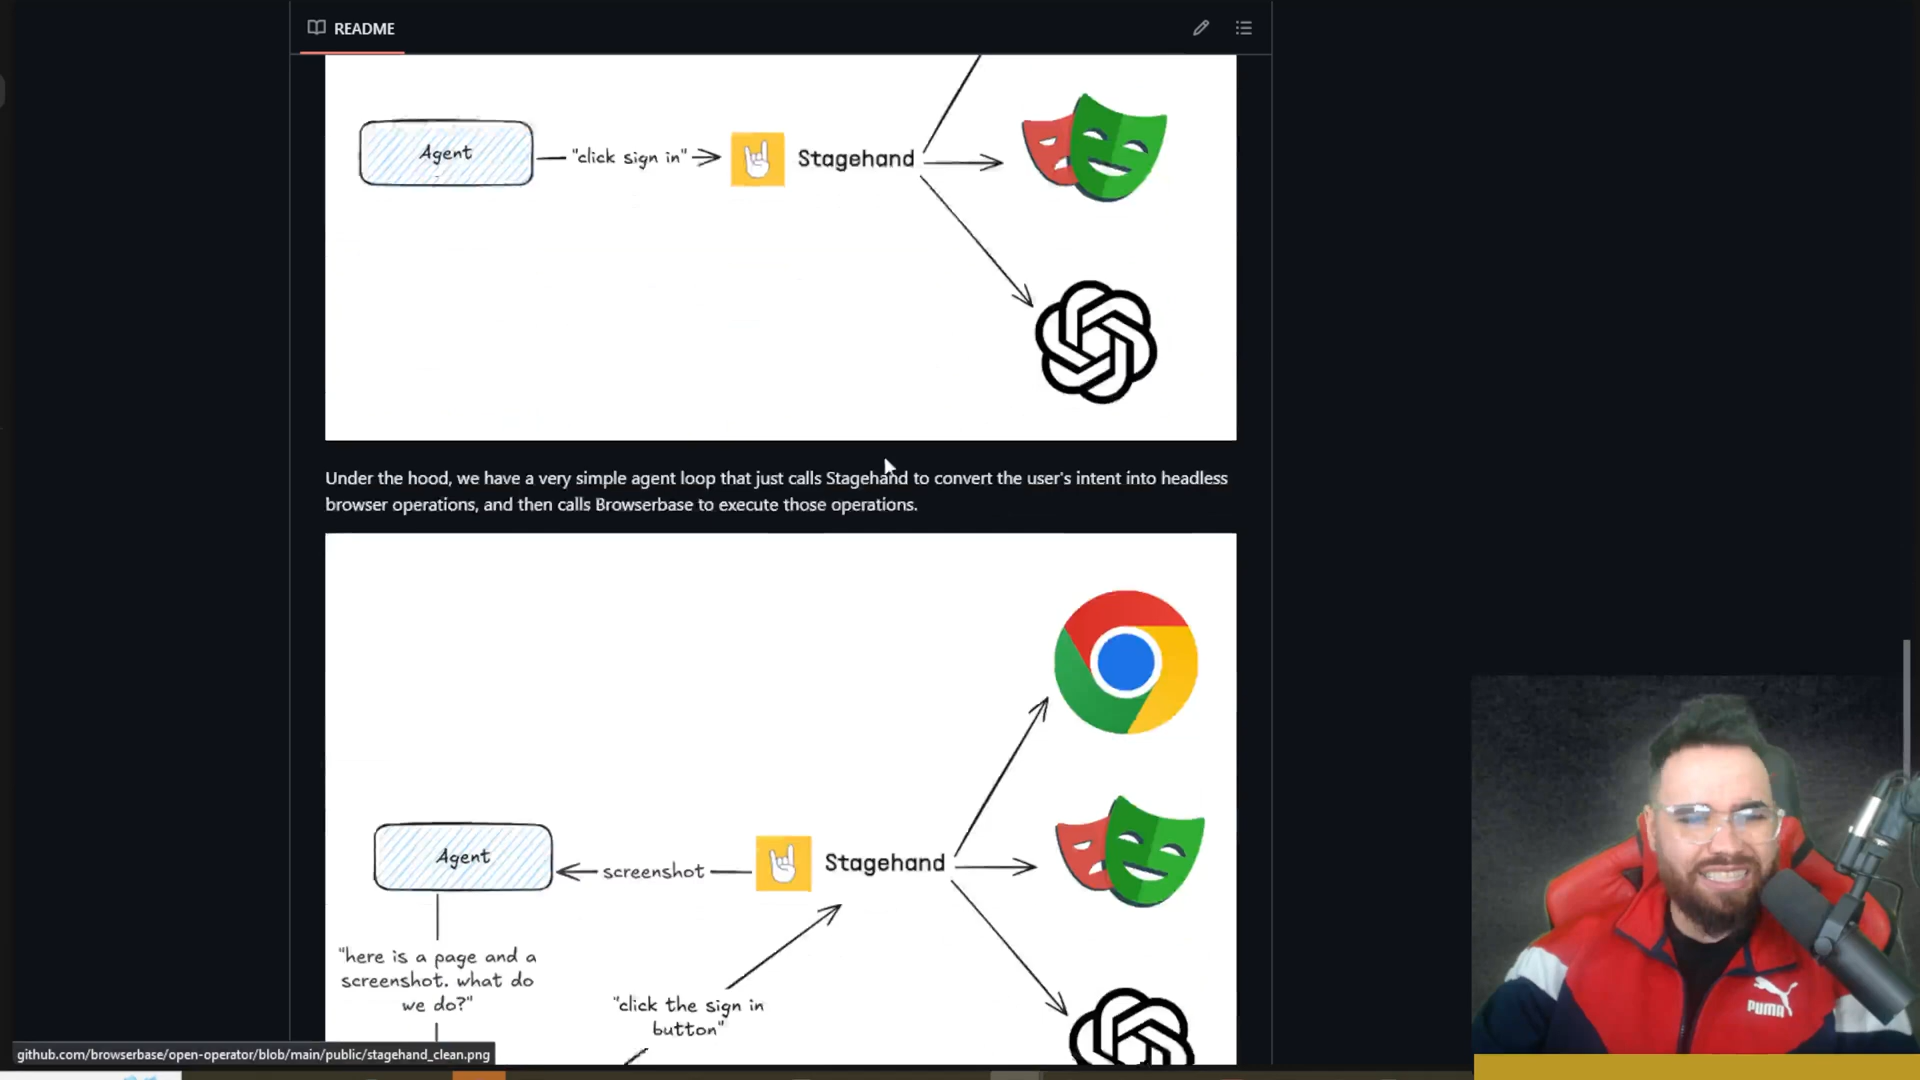 README
Agent
"click sign in"
Stagehand
Under the hood, we have a very simple agent loop that just calls Stagehand to convert the user's intent into headless
browser operations, and then calls Browserbase to execute those operations.
Agent
screenshot
Stagehand
"here is a page and a
screenshot. what do
we do?"
"click the sign in
button"
PUMA
github.com/browserbase/open-operator/blob/main/public/stagehand_clean.png